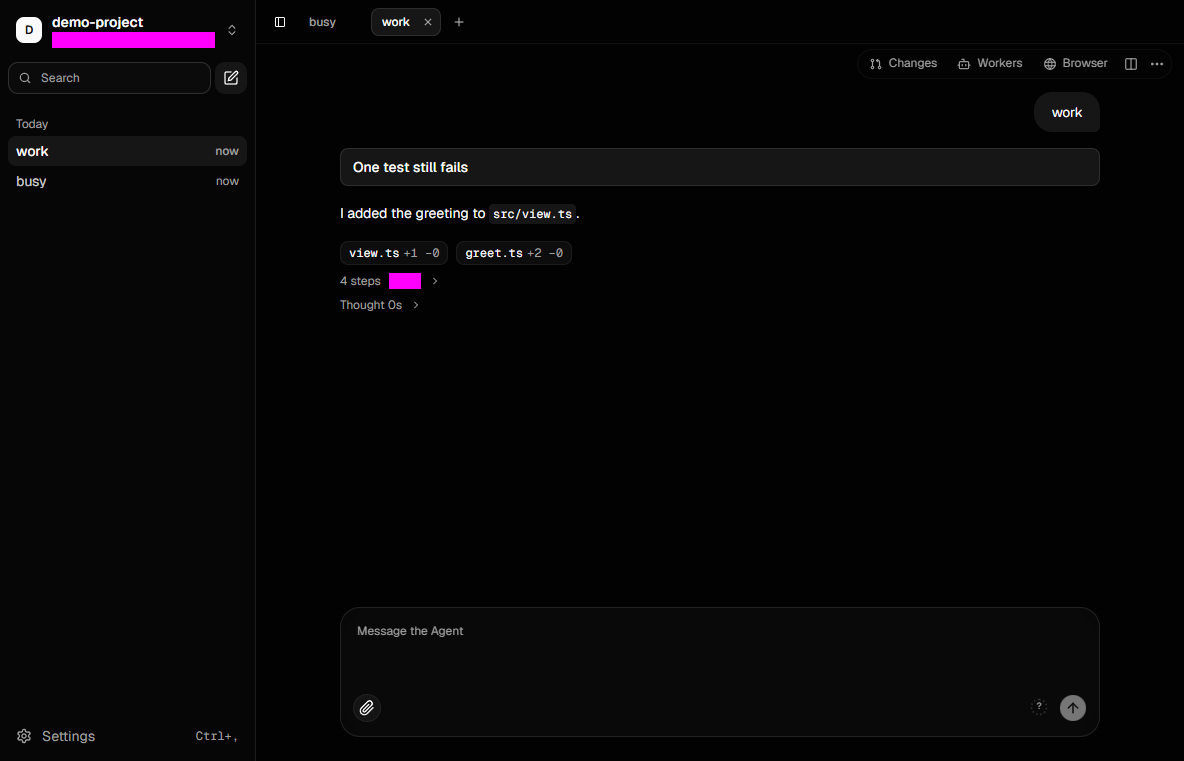 D
demo-project
busy
work
Search
Changes
Workers
Browser
work
Today
work now
busy now
One test still fails
I added the greeting to src/view.ts.
view.ts +1 −0 greet.ts +2 −0
4 steps
Thought 0s
Message the Agent
?
Settings Ctrl+,